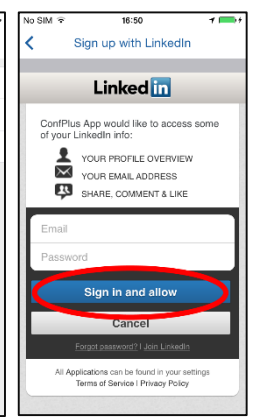 No SIM 16:50
Sign up with LinkedIn
Linked in
ConfPlus App would like to access some
of your LinkedIn info:
YOUR PROFILE OVERVIEW
YOUR EMAIL ADDRESS
SHARE, COMMENT & LIKE
Email
Password
Sign in and allow
Cancel
Forgot password? | Join LinkedIn
All Applications can be found in your settings
Terms of Service | Privacy Policy